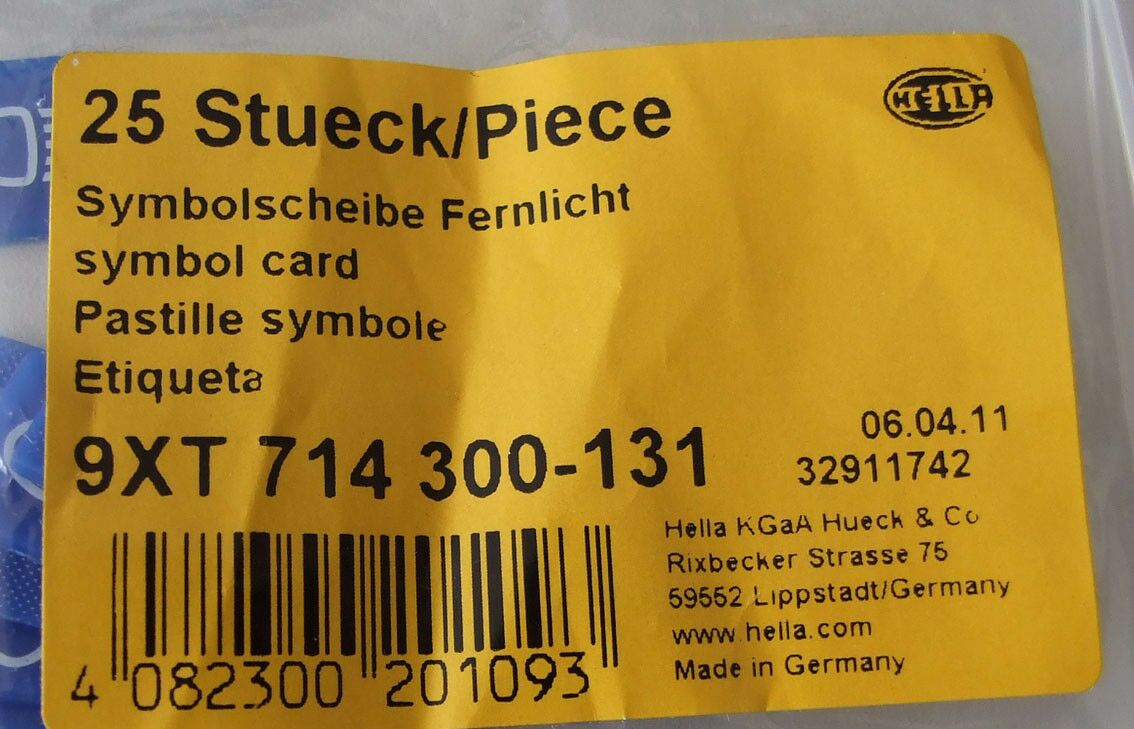 25 Stueck/Piece
HELLA
Symbolscheibe Fernlicht
symbol card
Pastille symbole
Etiqueta
9XT 714 300-131
06.04.11
32911742
Hella KGaA Hueck & Co
Rixbecker Strasse 75
59552 Lippstadt/Germany
www.hella.com
Made in Germany
4 082300 201093